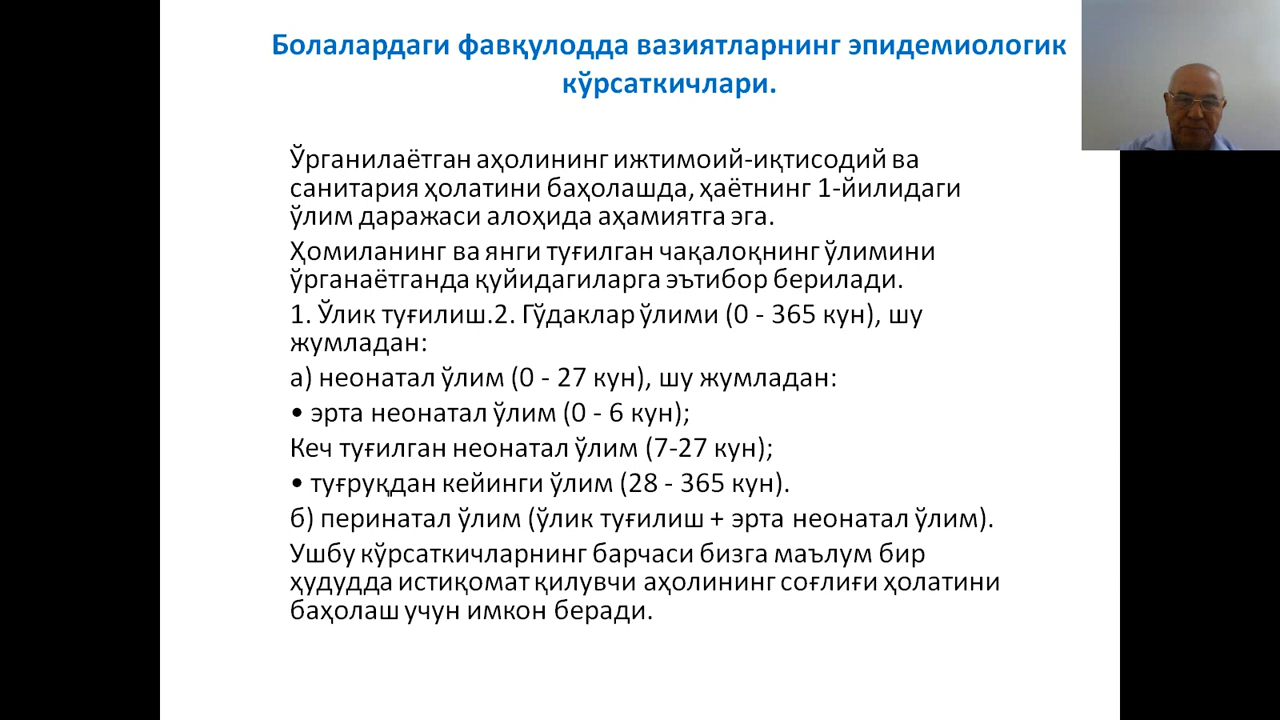 Болалардаги фавқулодда вазиятларнинг эпидемиологик
кўрсаткичлари.
Ўрганилаётган аҳолининг ижтимоий-иқтисодий ва
санитария ҳолатини баҳолашда, ҳаётнинг 1-йилидаги
ўлим даражаси алоҳида аҳамиятга эга.
Ҳомиланинг ва янги туғилган чақалоқнинг ўлимини
ўрганаётганда қуйидагиларга эътибор берилади.
1. Ўлик туғилиш.2. Гўдаклар ўлими (0 - 365 кун), шу
жумладан:
а) неонатал ўлим (0 - 27 кун), шу жумладан:
• эрта неонатал ўлим (0 - 6 кун);
Кеч туғилган неонатал ўлим (7-27 кун);
• туғруқдан кейинги ўлим (28 - 365 кун).
б) перинатал ўлим (ўлик туғилиш + эрта неонатал ўлим).
Ушбу кўрсаткичларнинг барчаси бизга маълум бир
ҳудудда истиқомат қилувчи аҳолининг соғлиғи ҳолатини
баҳолаш учун имкон беради.